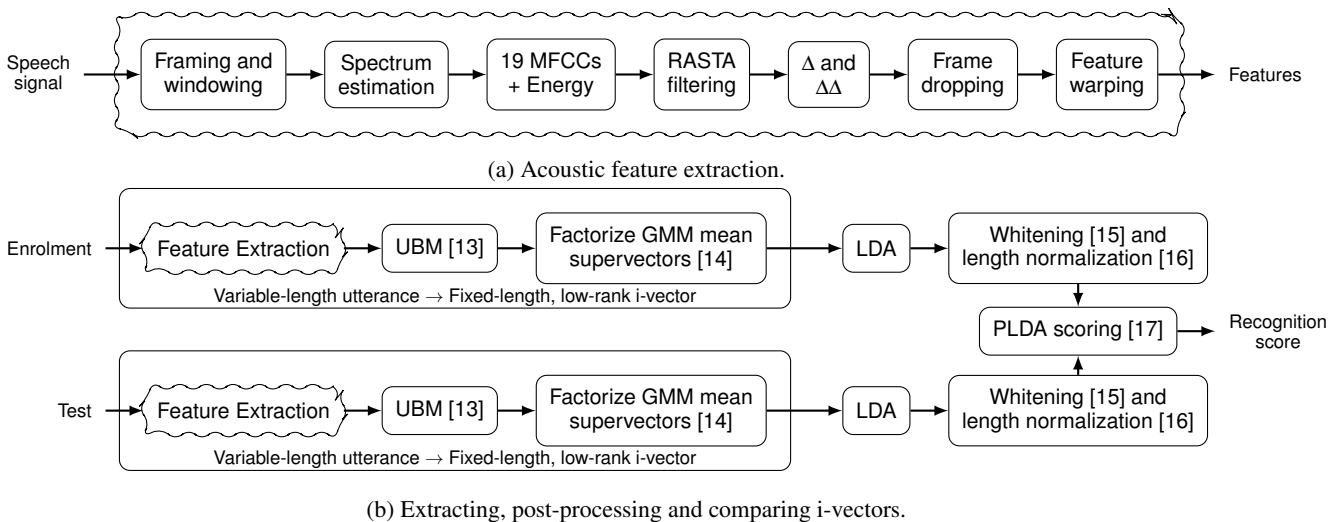 Speech
signal
Framing and
windowing
Spectrum
estimation
19 MFCCs
+ Energy
RASTA
filtering
Δ and
ΔΔ
Frame
dropping
Feature
warping
Features
(a) Acoustic feature extraction.
Enrolment
Feature Extraction
UBM [13]
Factorize GMM mean
supervectors [14]
Variable-length utterance → Fixed-length, low-rank i-vector
LDA
Whitening [15] and
length normalization [16]
PLDA scoring [17]
Recognition
score
Test
Feature Extraction
UBM [13]
Factorize GMM mean
supervectors [14]
Variable-length utterance → Fixed-length, low-rank i-vector
LDA
Whitening [15] and
length normalization [16]
(b) Extracting, post-processing and comparing i-vectors.